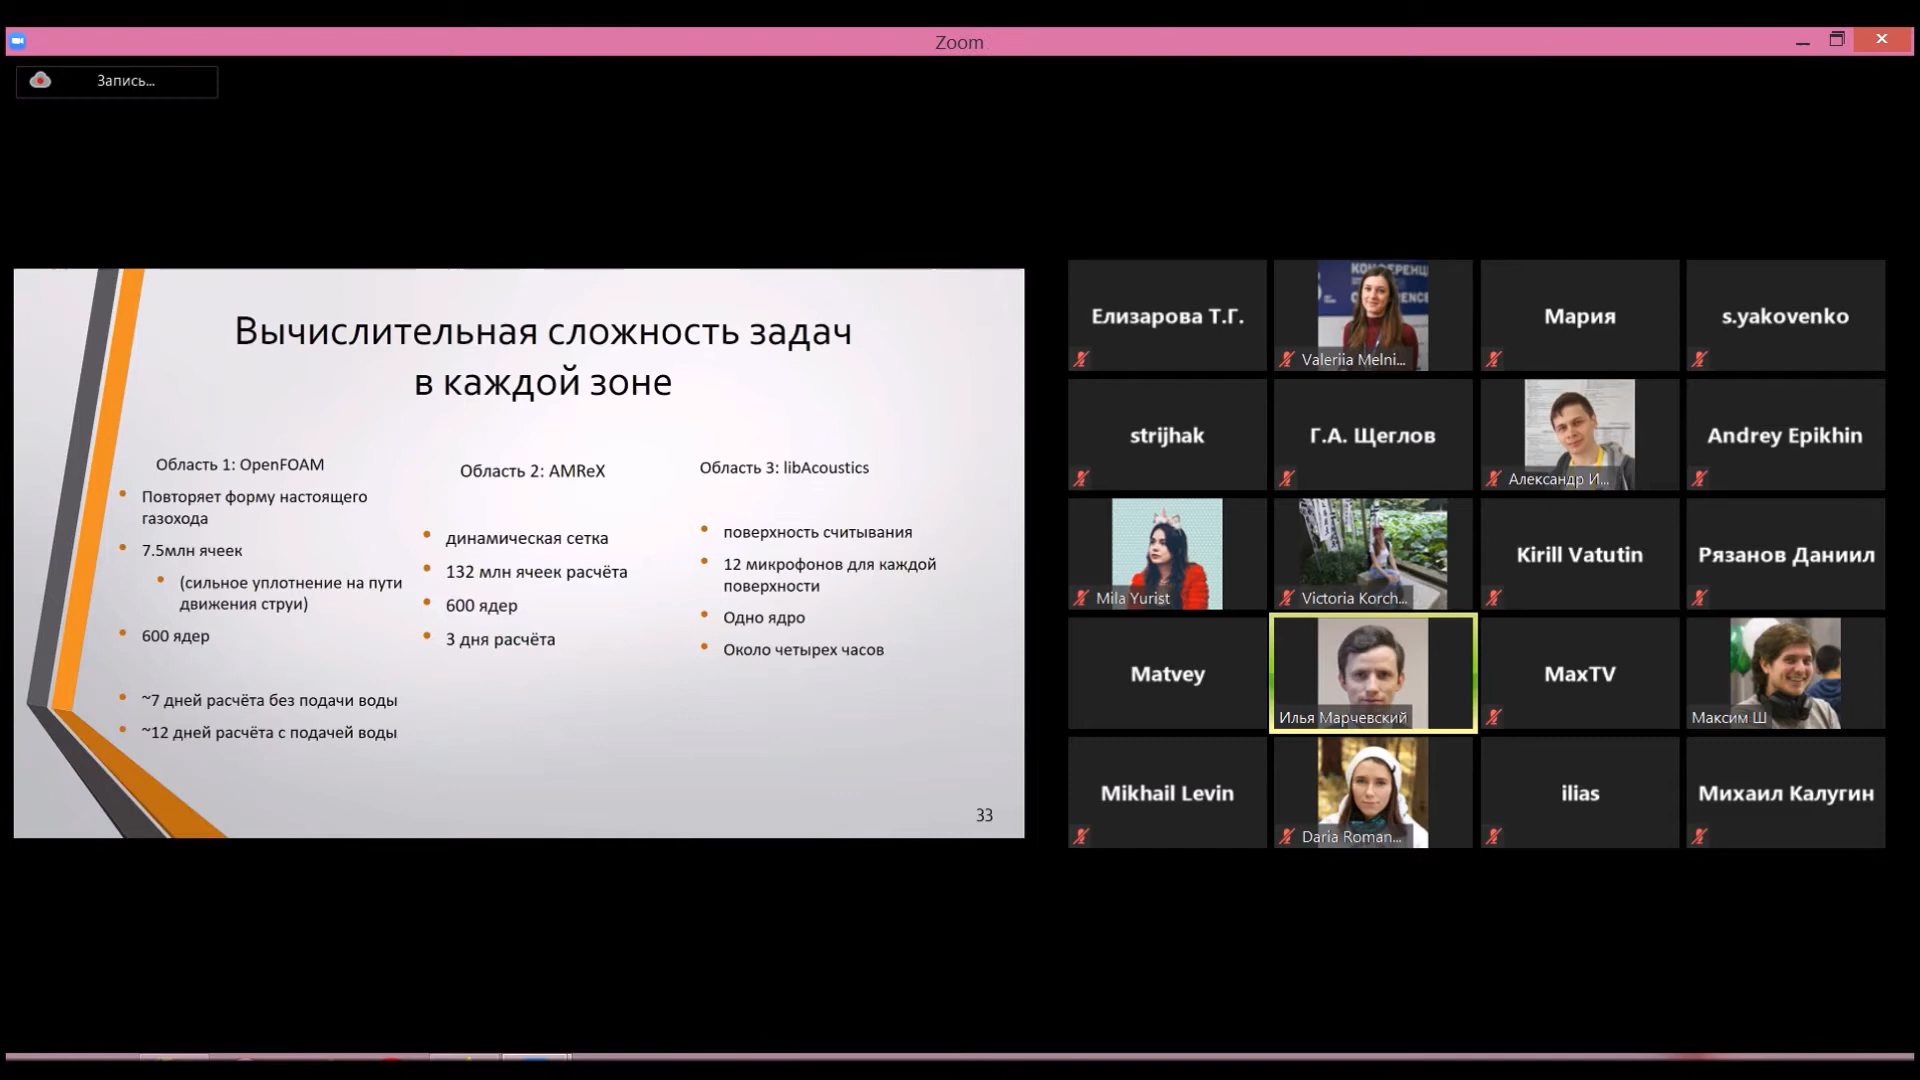 Zoom
Запись...
Вычислительная сложность задач
в каждой зоне
Область 1: OpenFOAM
Повторяет форму настоящего
газохода
7.5млн ячеек
(сильное уплотнение на пути
движения струи)
600 ядер
~7 дней расчёта без подачи воды
~12 дней расчёта с подачей воды
Область 2: AMReX
динамическая сетка
132 млн ячеек расчёта
600 ядер
3 дня расчёта
Область 3: libAcoustics
поверхность считывания
12 микрофонов для каждой
поверхности
Одно ядро
Около четырех часов
33
Елизарова Т.Г.
Valeriia Melni...
Мария
s.yakovenko
strijhak
Г.А. Щеглов
Александр И...
Andrey Epikhin
Mila Yurist
Victoria Korch...
Kirill Vatutin
Рязанов Даниил
Matvey
Илья Марчевский
MaxTV
Максим Ш
Mikhail Levin
Daria Roman...
ilias
Михаил Калугин